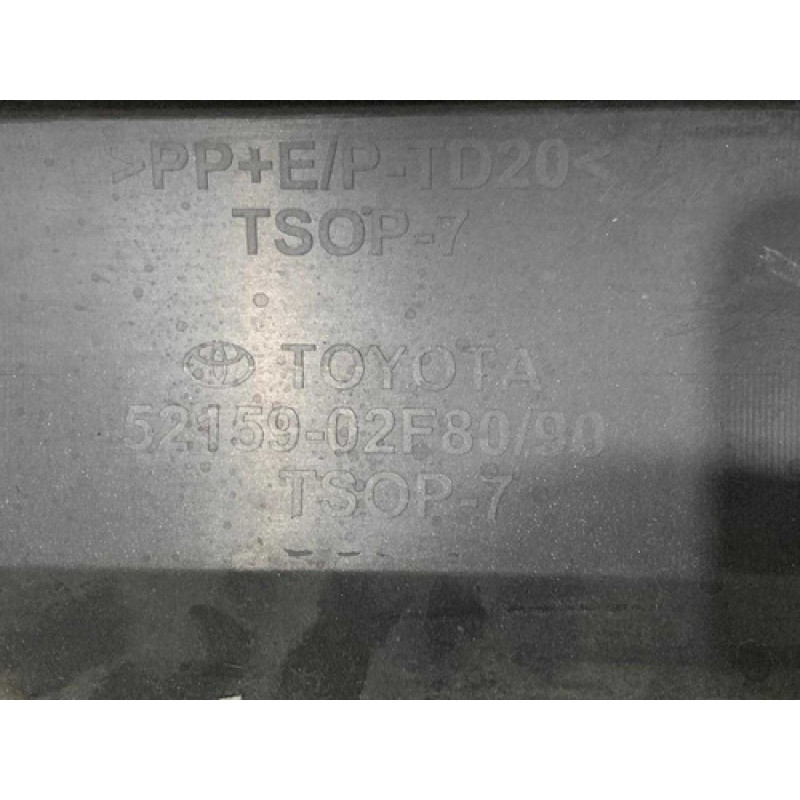 >PP+E/P-TD20<
TSOP-7
TOYOTA
52159-02F80/90
TSOP-7